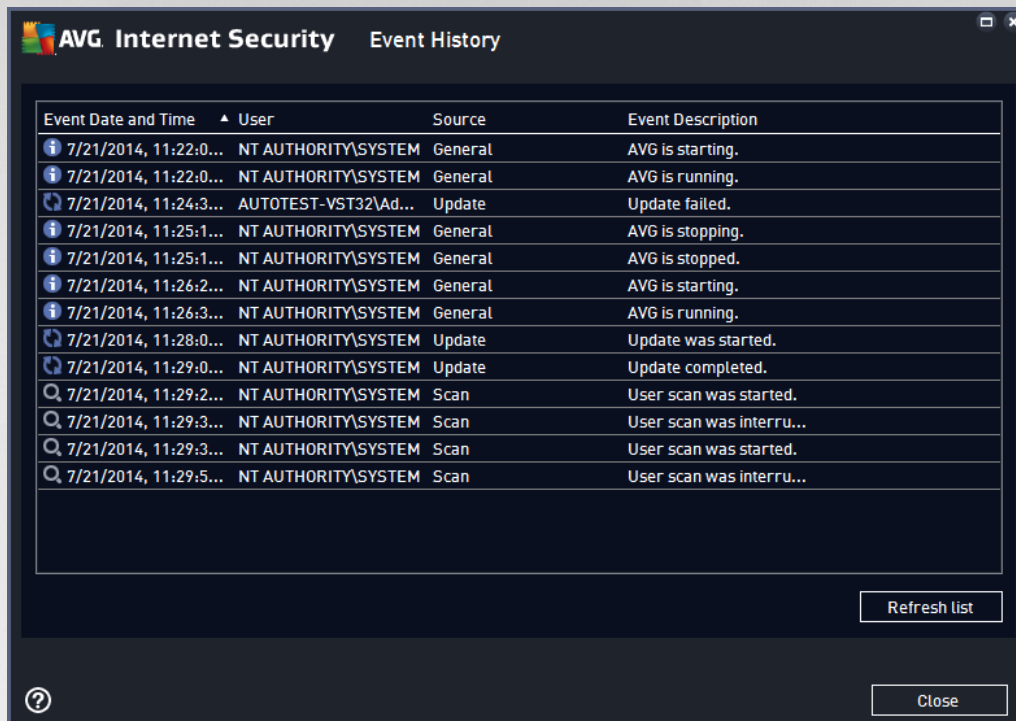 AVG. Internet Security Event History
Event Date and Time User Source Event Description
7/21/2014, 11:22:0... NT AUTHORITY\SYSTEM General AVG is starting.
7/21/2014, 11:22:0... NT AUTHORITY\SYSTEM General AVG is running.
7/21/2014, 11:24:3... AUTOTEST-VST32\Ad... Update Update failed.
7/21/2014, 11:25:1... NT AUTHORITY\SYSTEM General AVG is stopping.
7/21/2014, 11:25:1... NT AUTHORITY\SYSTEM General AVG is stopped.
7/21/2014, 11:26:2... NT AUTHORITY\SYSTEM General AVG is starting.
7/21/2014, 11:26:3... NT AUTHORITY\SYSTEM General AVG is running.
7/21/2014, 11:28:0... NT AUTHORITY\SYSTEM Update Update was started.
7/21/2014, 11:29:0... NT AUTHORITY\SYSTEM Update Update completed.
7/21/2014, 11:29:2... NT AUTHORITY\SYSTEM Scan User scan was started.
7/21/2014, 11:29:3... NT AUTHORITY\SYSTEM Scan User scan was interru...
7/21/2014, 11:29:3... NT AUTHORITY\SYSTEM Scan User scan was started.
7/21/2014, 11:29:5... NT AUTHORITY\SYSTEM Scan User scan was interru...
Refresh list
Close